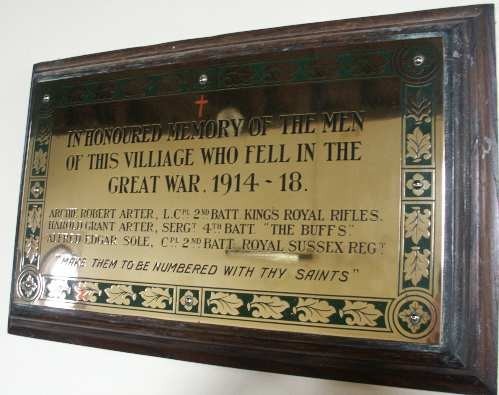 IN HONOURED MEMORY OF THE MEN
OF THIS VILLIAGE WHO FELL IN THE
GREAT WAR. 1914 - 18.
ARCHIE ROBERT ARTER, L.CPL 2ND BATT. KINGS ROYAL RIFLES.
HAROLD GRANT ARTER, SERGT 4TH BATT. "THE BUFFS".
ALFRED EDGAR SOLE, CPL 2ND BATT. ROYAL SUSSEX REGT
"MAKE THEM TO BE NUMBERED WITH THY SAINTS"